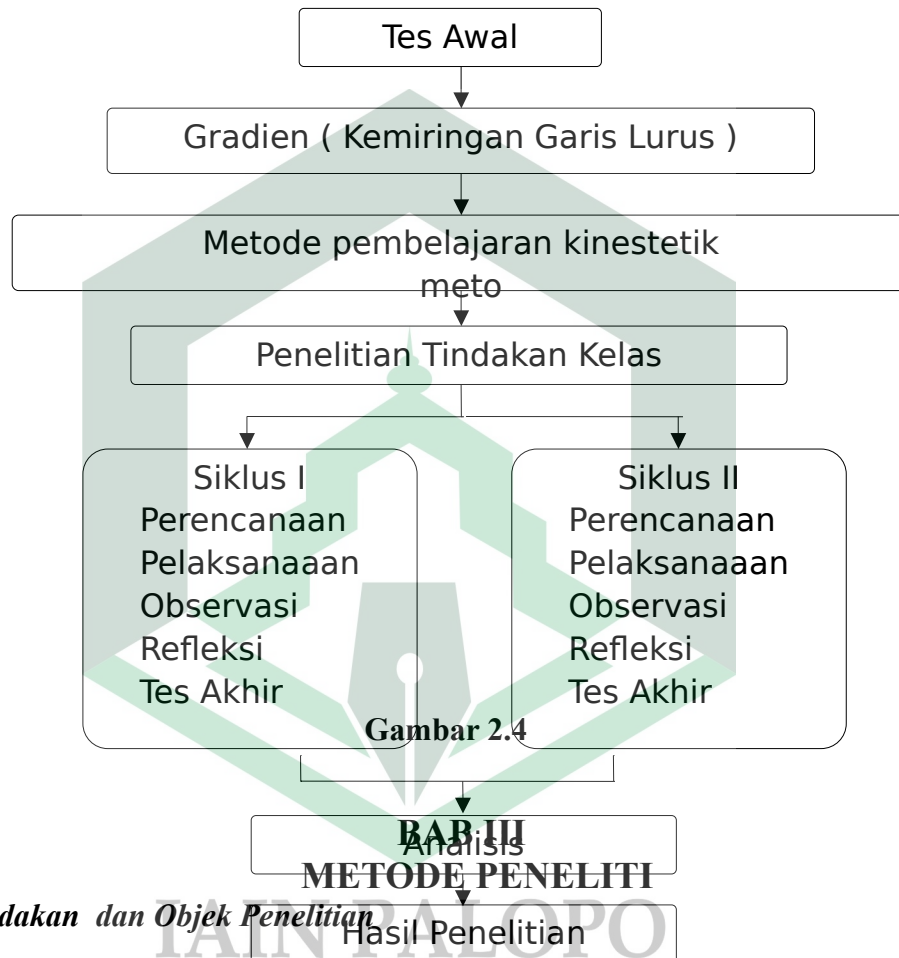 Tes Awal
Gradien ( Kemiringan Garis Lurus )
Metode pembelajaran kinestetik
meto
Penelitian Tindakan Kelas
Siklus I
Perencanaan
Pelaksanaaan
Observasi
Refleksi
Tes Akhir
Siklus II
Perencanaan
Pelaksanaaan
Observasi
Refleksi
Tes Akhir
Gambar 2.4
BAB III
Analisis
METODE PENELITI
dakan dan Objek Penelitian
Hasil Penelitian
IAIN PALOPO